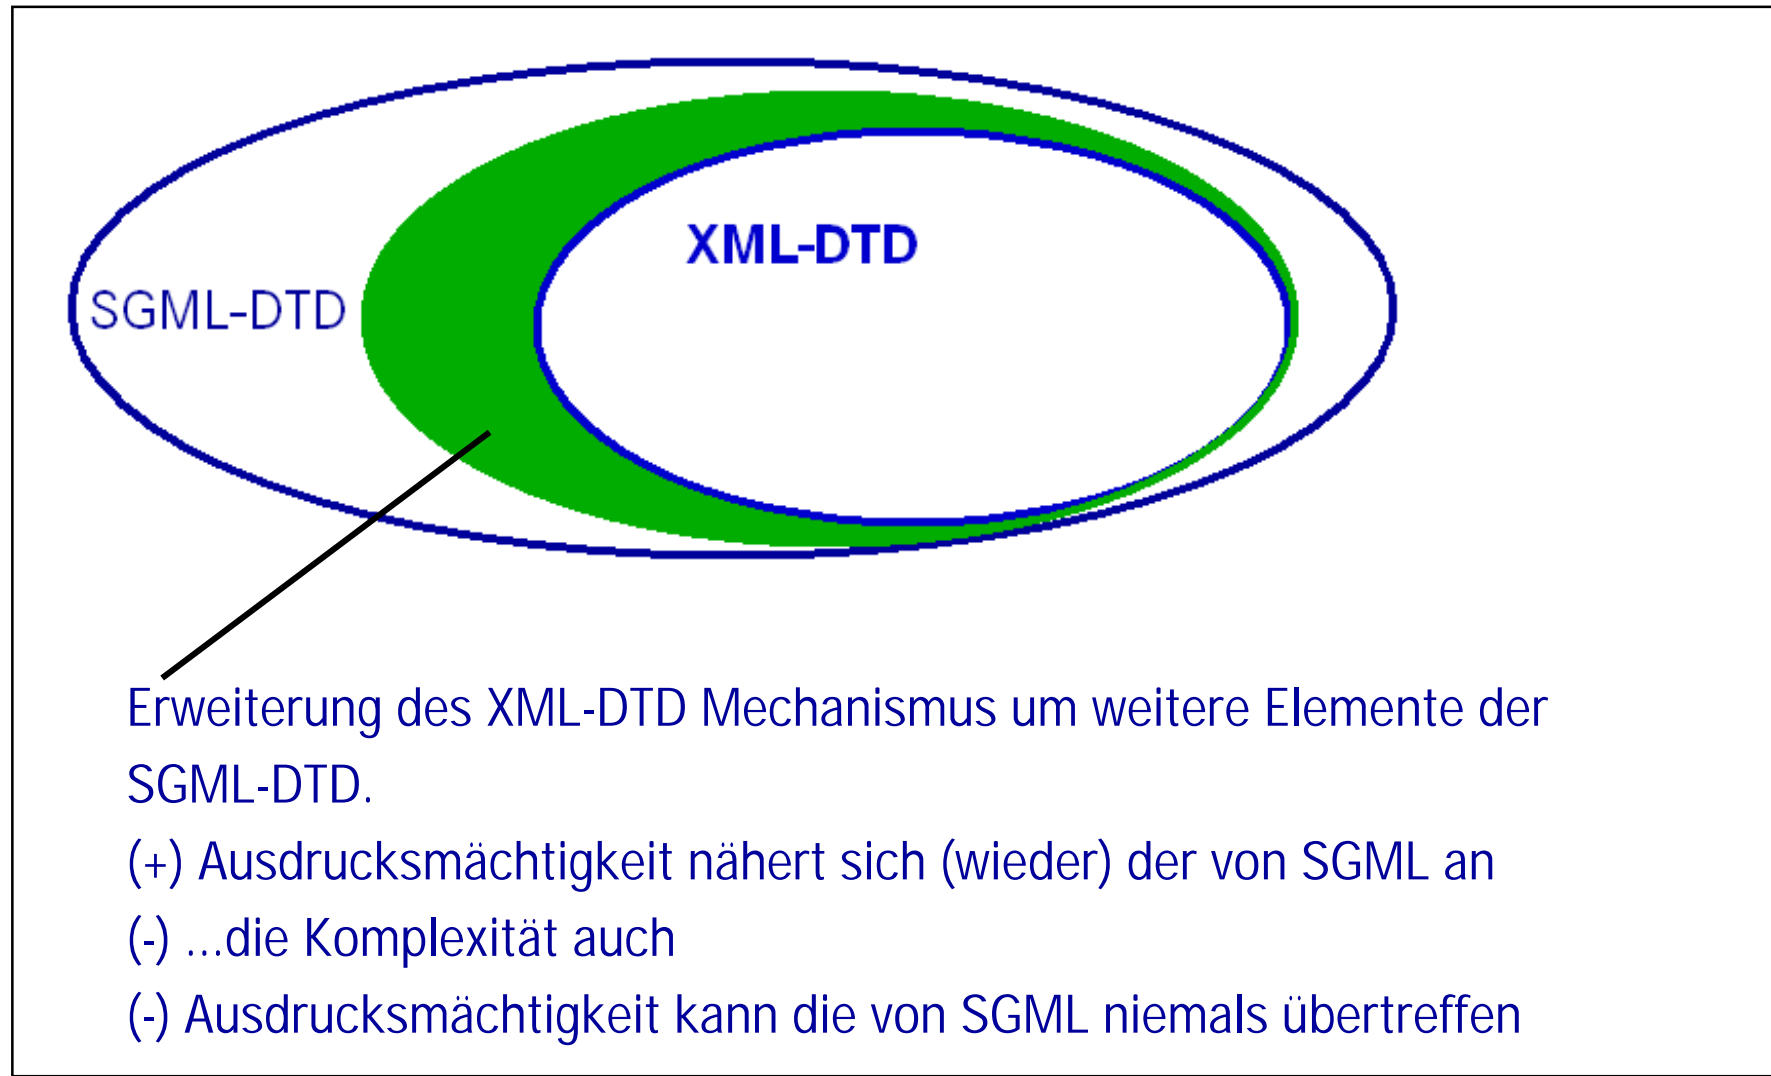 XML-DTD
SGML-DTD
Erweiterung des XML-DTD Mechanismus um weitere Elemente der
SGML-DTD.
(+) Ausdrucksmächtigkeit nähert sich (wieder) der von SGML an
(-) ...die Komplexität auch
(-) Ausdrucksmächtigkeit kann die von SGML niemals übertreffen